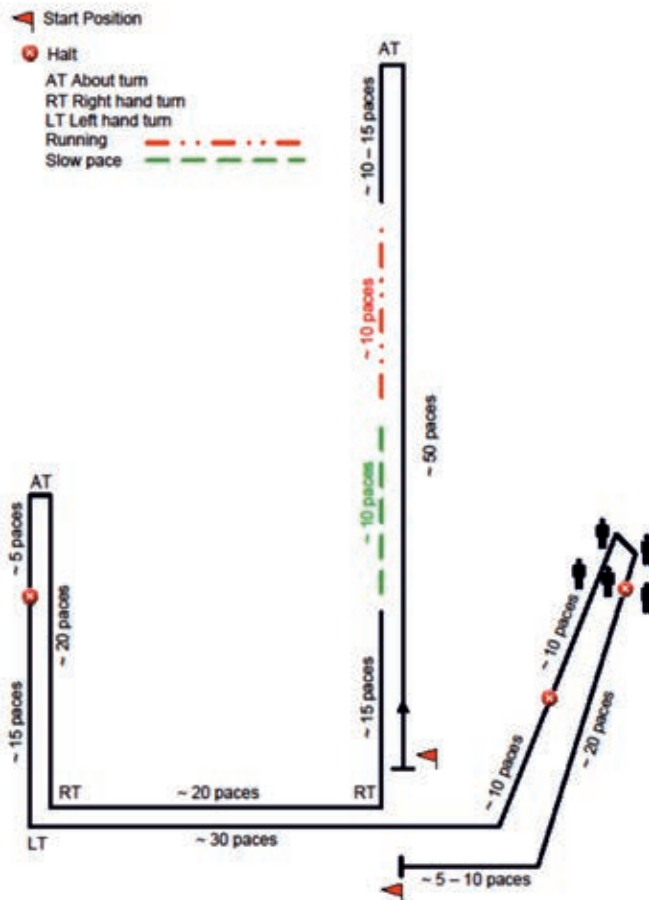 Start Position
Halt
AT About turn
RT Right hand turn
LT Left hand turn
Running
Slow pace
AT
~ 10 – 15 paces
~ 10 paces
~ 50 paces
~ 10 paces
AT
~ 5 paces
~ 20 paces
~ 15 paces
~ 15 paces
~ 10 paces
~ 20 paces
~ 10 paces
RT
~ 20 paces
RT
LT
~ 30 paces
~ 5 – 10 paces